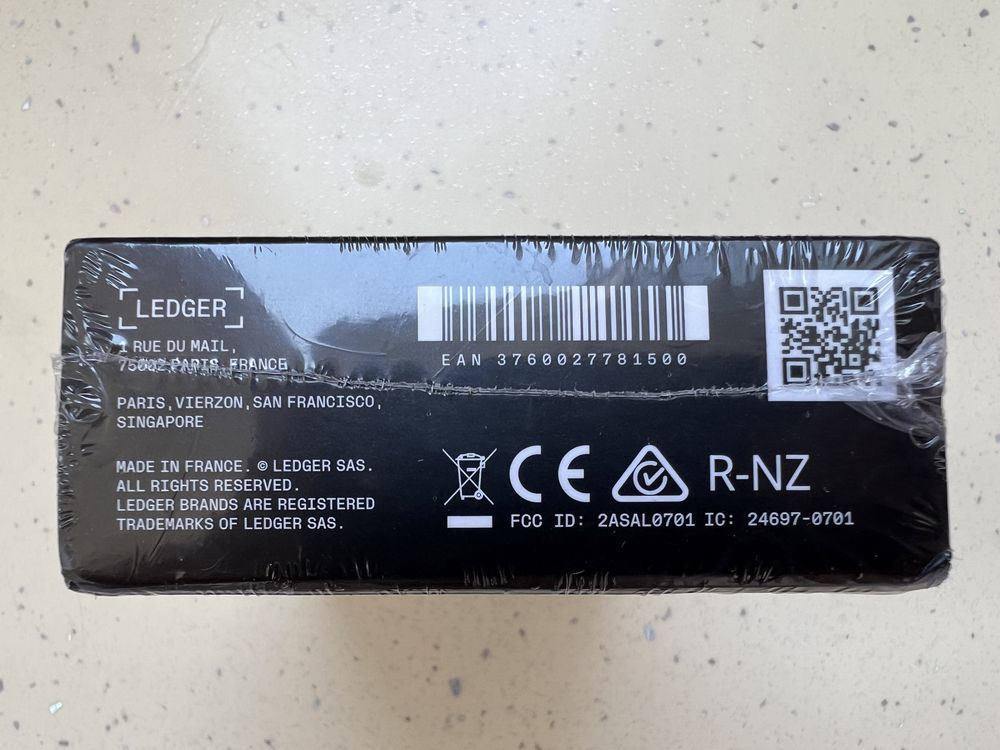 LEDGER
1 RUE DU MAIL,
75002 PARIS, FRANCE
PARIS, VIERZON, SAN FRANCISCO,
SINGAPORE
MADE IN FRANCE. © LEDGER SAS.
ALL RIGHTS RESERVED.
LEDGER BRANDS ARE REGISTERED
TRADEMARKS OF LEDGER SAS.
EAN 3760027781500
CE R-NZ
FCC ID: 2ASAL0701 IC: 24697-0701